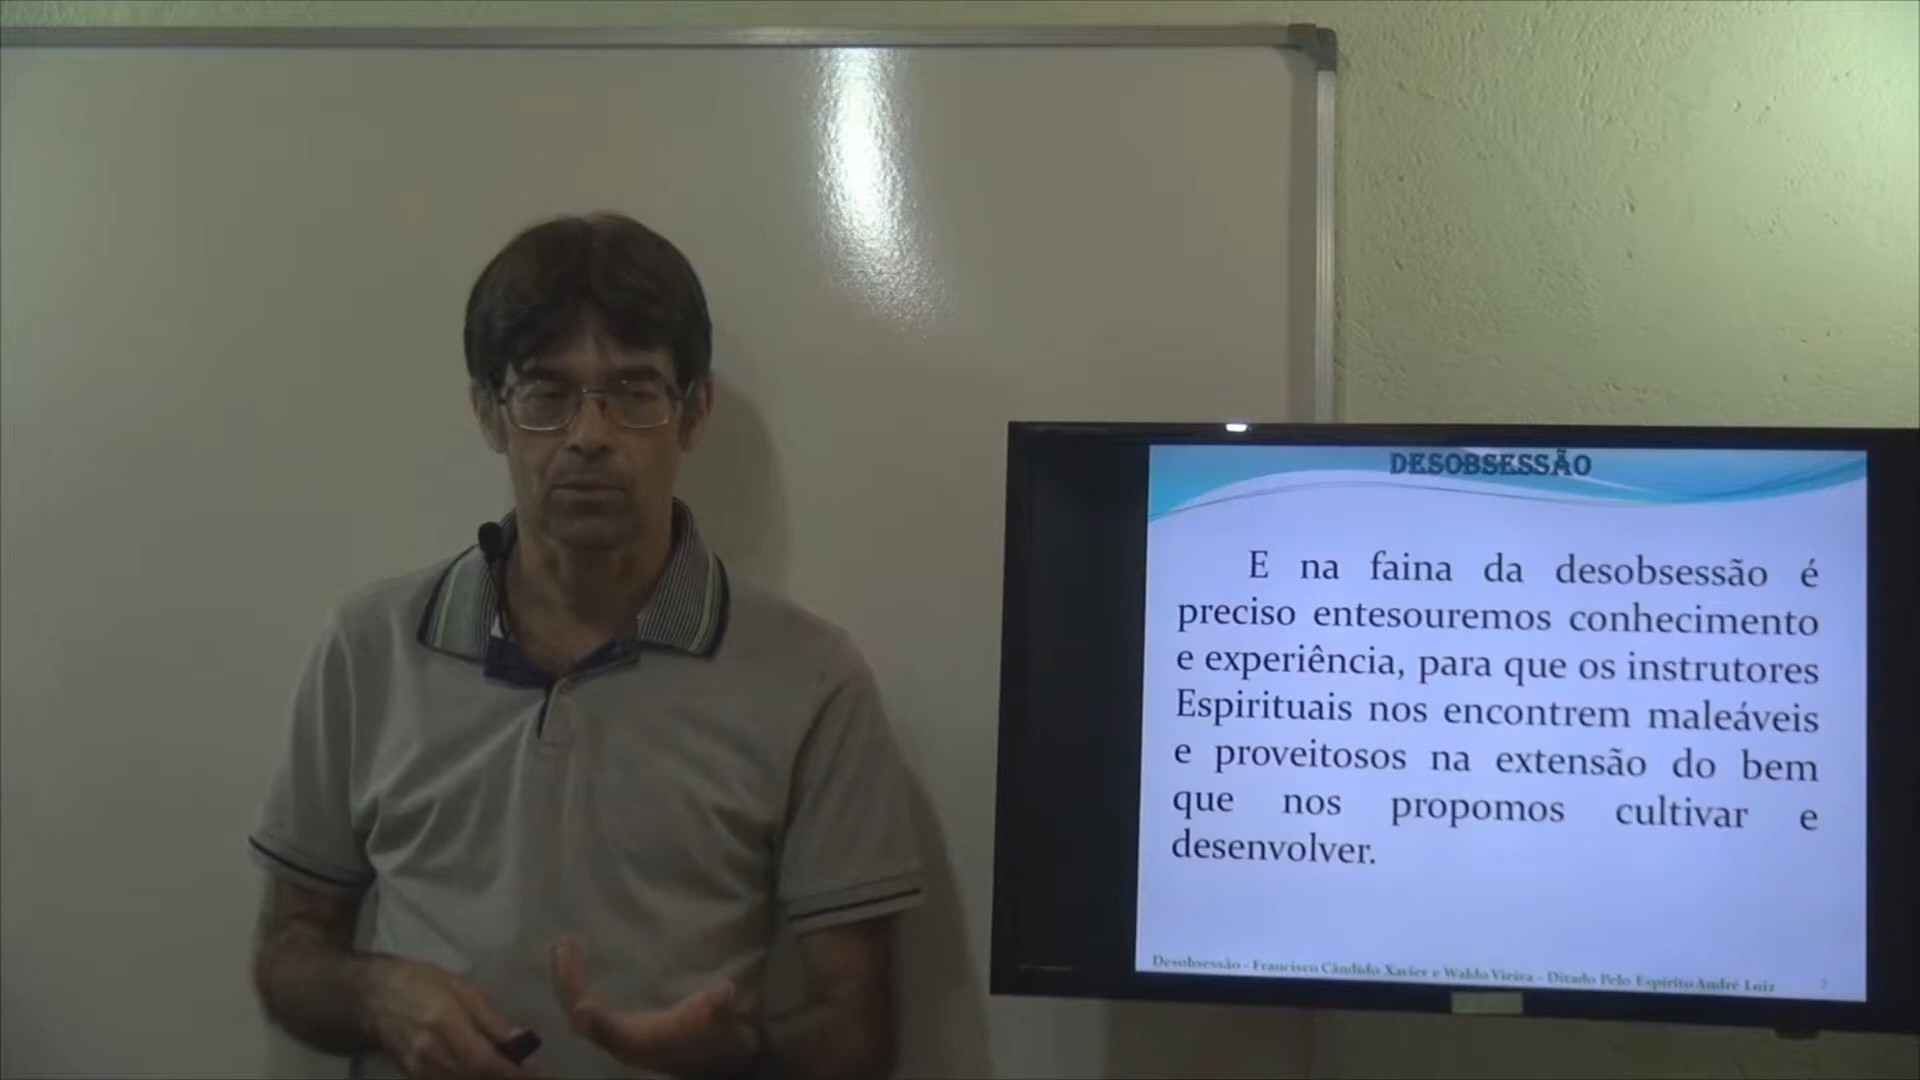 DESOBSESSÃO
E na faina da desobsessão é
preciso entesouremos conhecimento
e experiência, para que os instrutores
Espirituais nos encontrem maleáveis
e proveitosos na extensão do bem
que nos propomos cultivar e
desenvolver.
Desobsessão - Francisco Cândido Xavier e Waldo Vieira - Ditado Pelo Espírito André Luiz